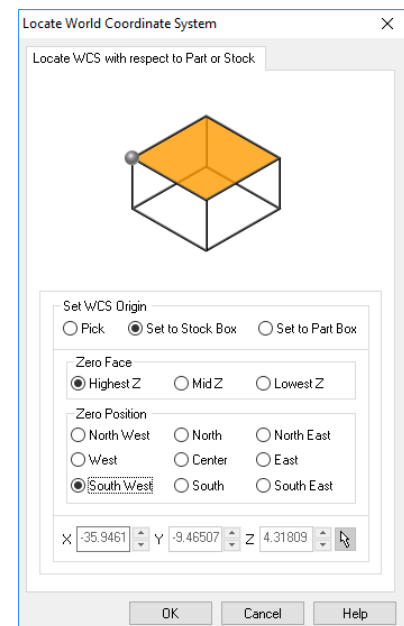 Locate World Coordinate System
Locate WCS with respect to Part or Stock
Set WCS Origin
Pick Set to Stock Box Set to Part Box
Zero Face
Highest Z Mid Z Lowest Z
Zero Position
North West North North East
West Center East
South West South South East
X -35.9461 Y -9.46507 Z 4.31809
OK Cancel Help